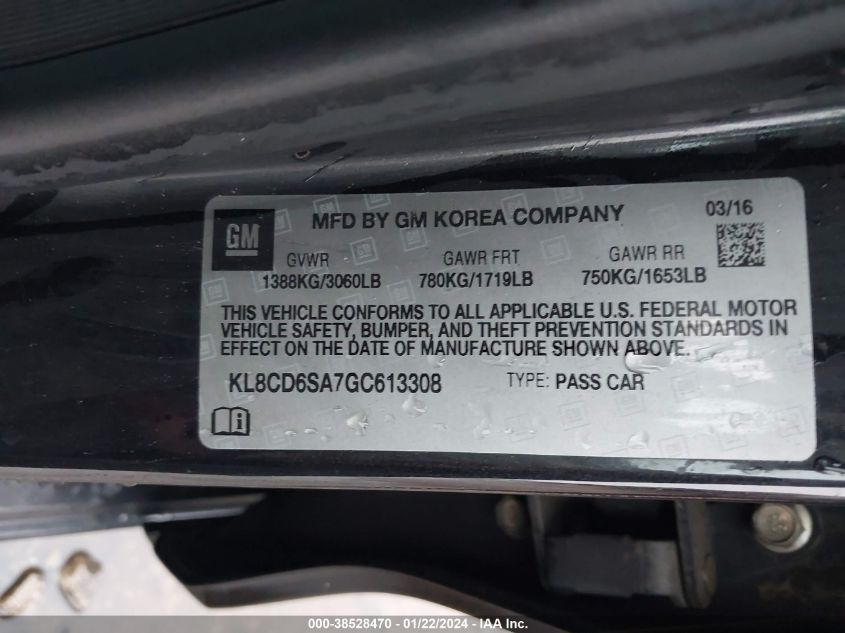 GM
MFD BY GM KOREA COMPANY
03/16
GVWR
GAWR FRT
GAWR RR
1388KG/3060LB
780KG/1719LB
750KG/1653LB
THIS VEHICLE CONFORMS TO ALL APPLICABLE U.S. FEDERAL MOTOR
VEHICLE SAFETY, BUMPER, AND THEFT PREVENTION STANDARDS IN
EFFECT ON THE DATE OF MANUFACTURE SHOWN ABOVE.
KL8CD6SA7GC613308
TYPE: PASS CAR
000-38528470 - 01/22/2024 - IAA Inc.